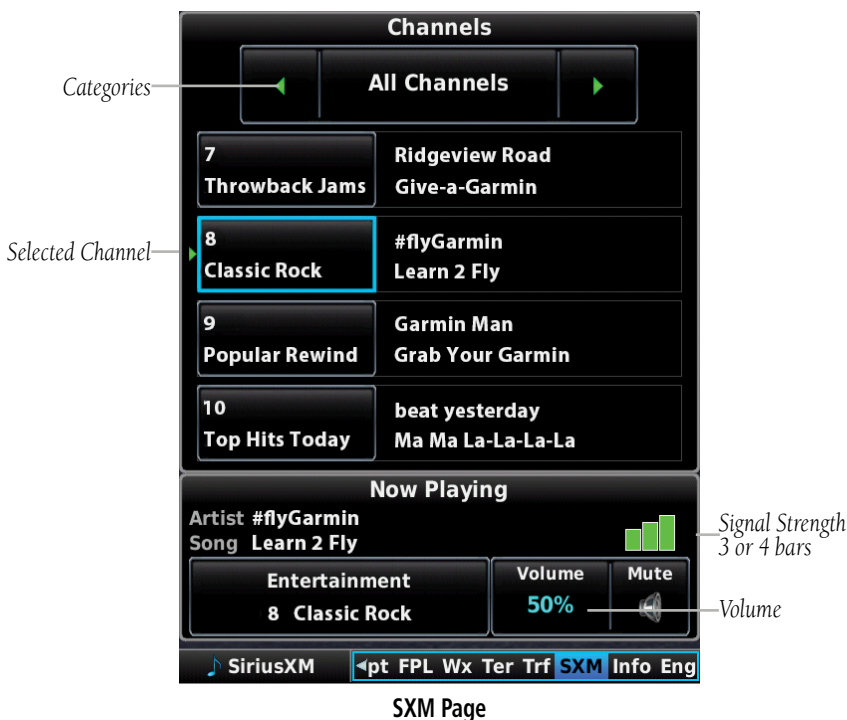 Channels
Categories
All Channels
7
Throwback Jams
Ridgeview Road
Give-a-Garmin
Selected Channel
8
Classic Rock
#flyGarmin
Learn 2 Fly
9
Popular Rewind
Garmin Man
Grab Your Garmin
10
Top Hits Today
beat yesterday
Ma Ma La-La-La-La
Now Playing
Artist #flyGarmin
Song Learn 2 Fly
Signal Strength
3 or 4 bars
Entertainment
8 Classic Rock
Volume
50%
Mute
Volume
SiriusXM
pt FPL Wx Ter Trf SXM Info Eng
SXM Page